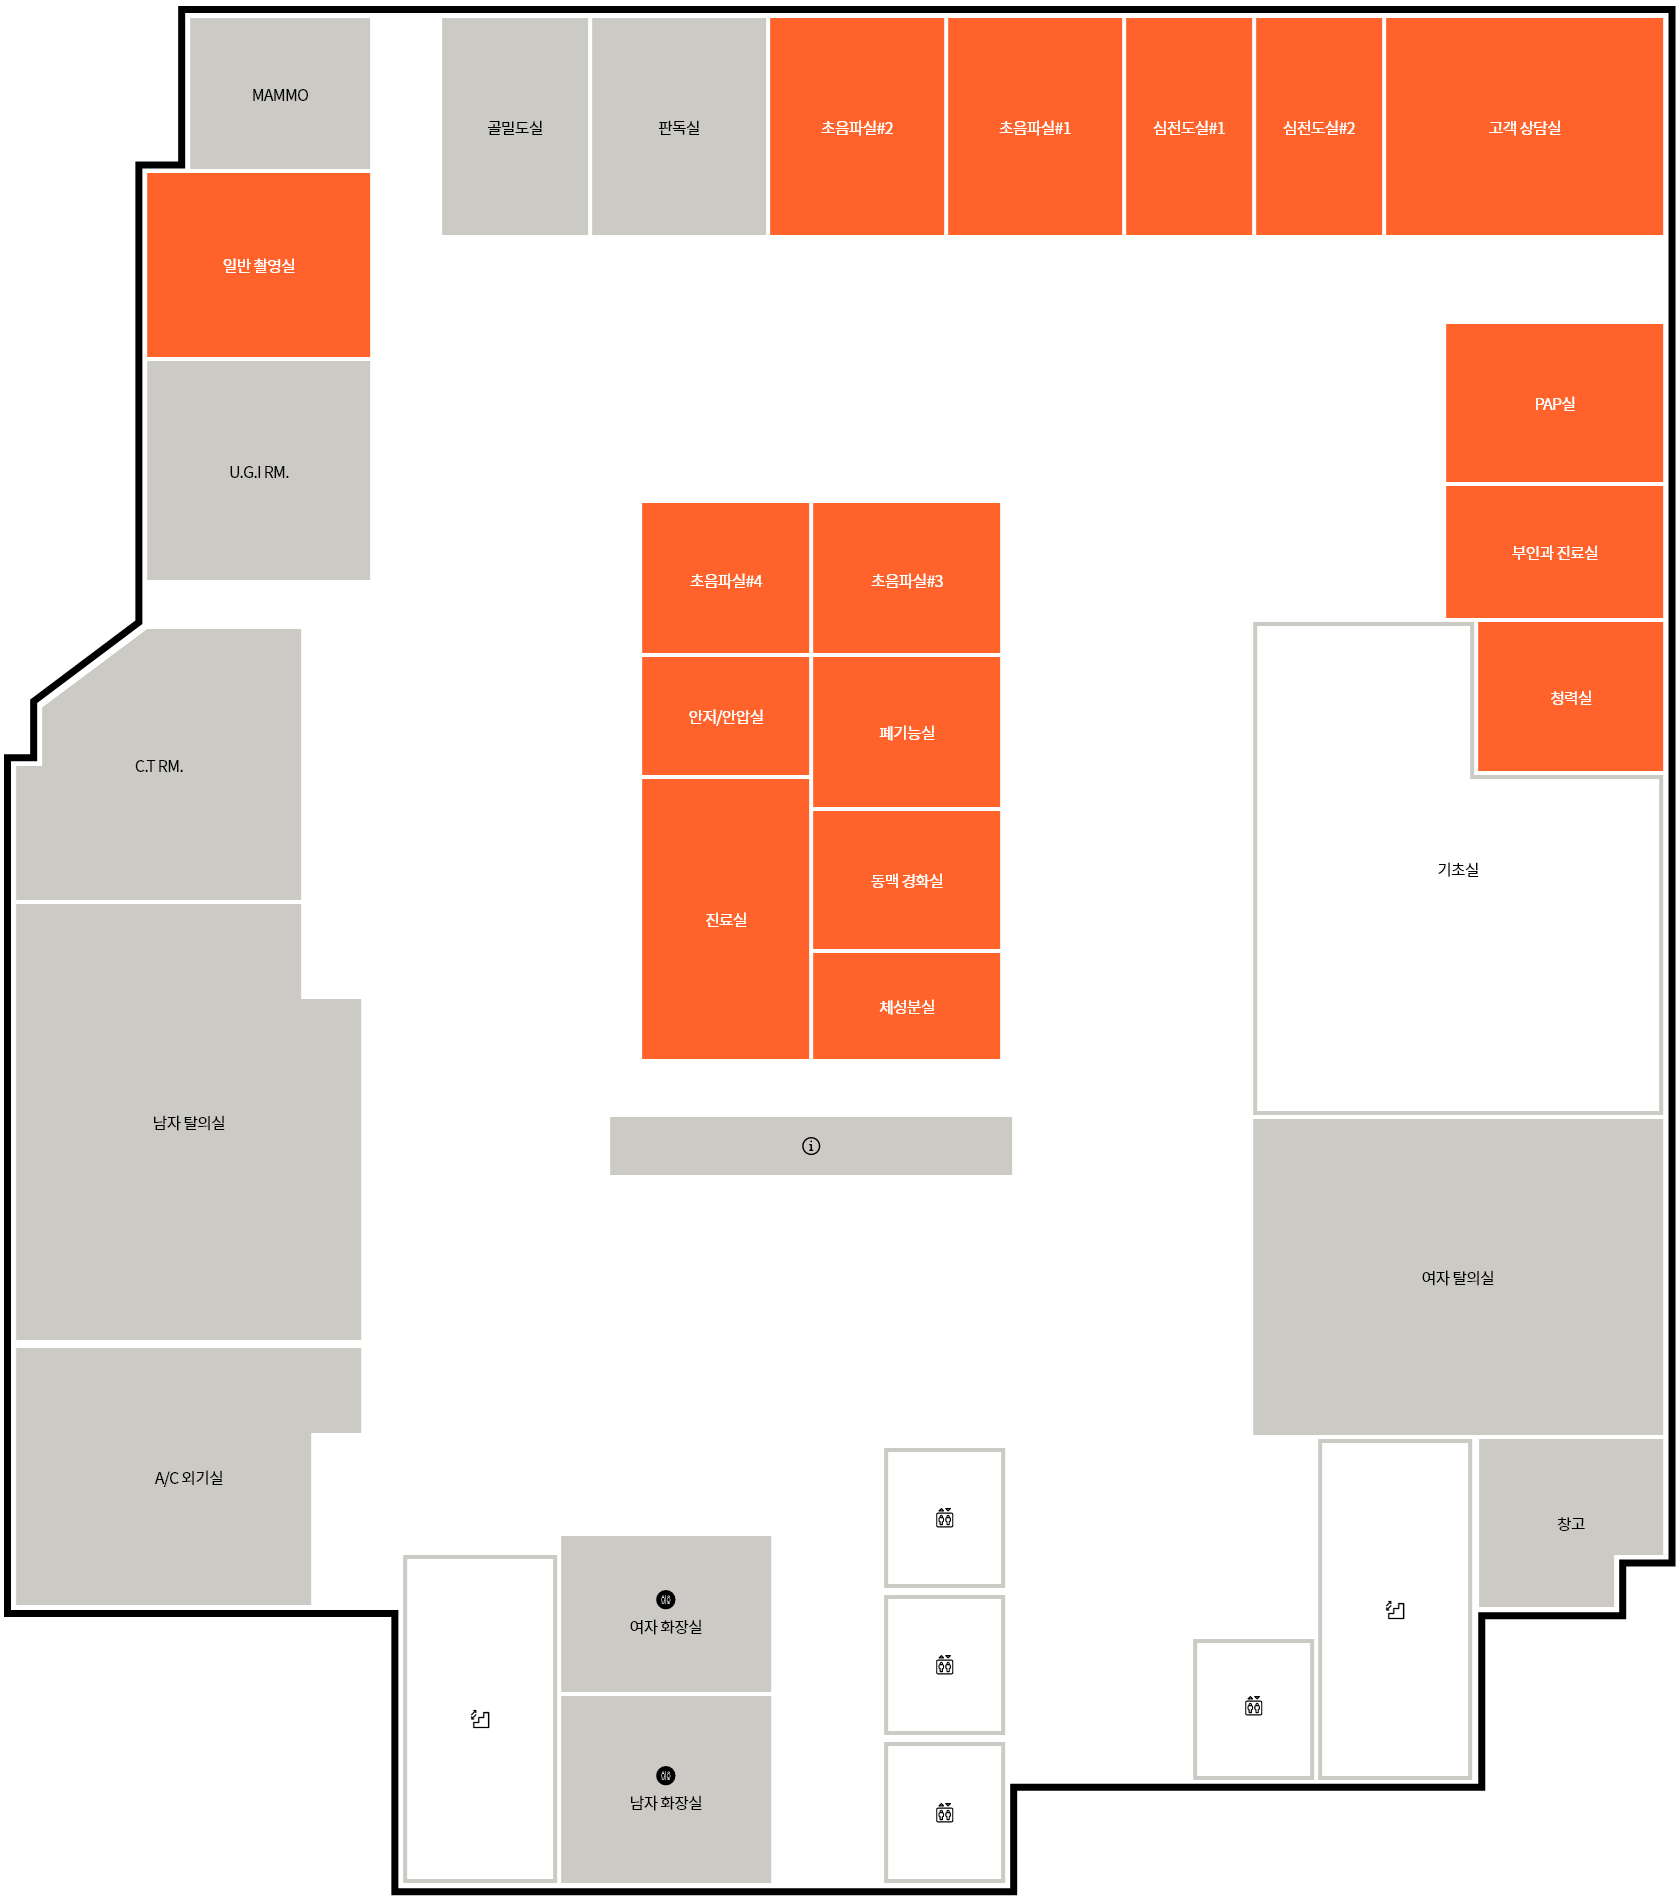 MAMMO
골밀도실
판독실
초음파실#2
초음파실#1
심전도실#1
심전도실#2
고객 상담실
일반 촬영실
PAP실
U.G.I RM.
부인과 진료실
초음파실#4
초음파실#3
청력실
안저/안압실
폐기능실
C.T RM.
기초실
동맥 경화실
진료실
체성분실
남자 탈의실
여자 탈의실
A/C 외기실
창고
여자 화장실
남자 화장실